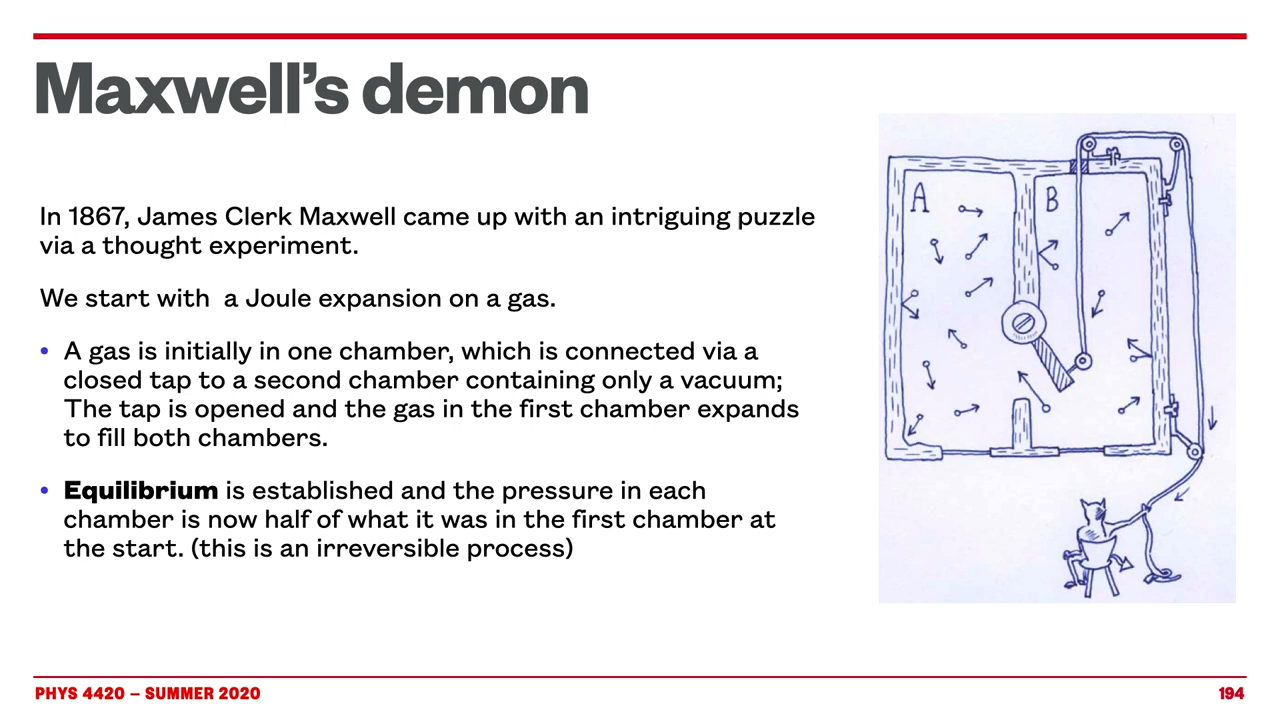 Maxwell’s demon
In 1867, James Clerk Maxwell came up with an intriguing puzzle
via a thought experiment.
We start with  a Joule expansion on a gas.
• A gas is initially in one chamber, which is connected via a
closed tap to a second chamber containing only a vacuum;
The tap is opened and the gas in the first chamber expands
to fill both chambers.
• Equilibrium is established and the pressure in each
chamber is now half of what it was in the first chamber at
the start. (this is an irreversible process)
A
B
PHYS 4420 – SUMMER 2020
194